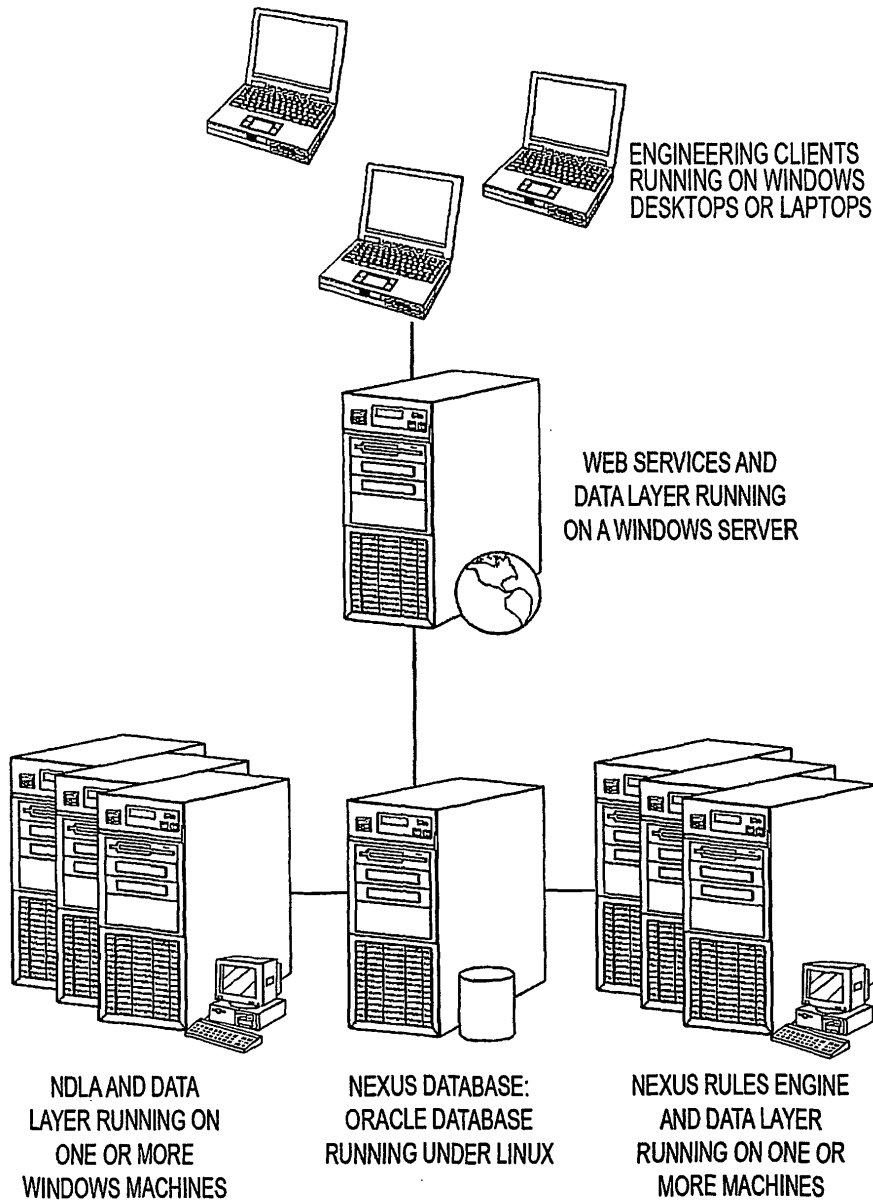 ENGINEERING CLIENTS
RUNNING ON WINDOWS
DESKTOPS OR LAPTOPS
WEB SERVICES AND
DATA LAYER RUNNING
ON A WINDOWS SERVER
NDLA AND DATA
LAYER RUNNING ON
ONE OR MORE
WINDOWS MACHINES
NEXUS DATABASE:
ORACLE DATABASE
RUNNING UNDER LINUX
NEXUS RULES ENGINE
AND DATA LAYER
RUNNING ON ONE OR
MORE MACHINES